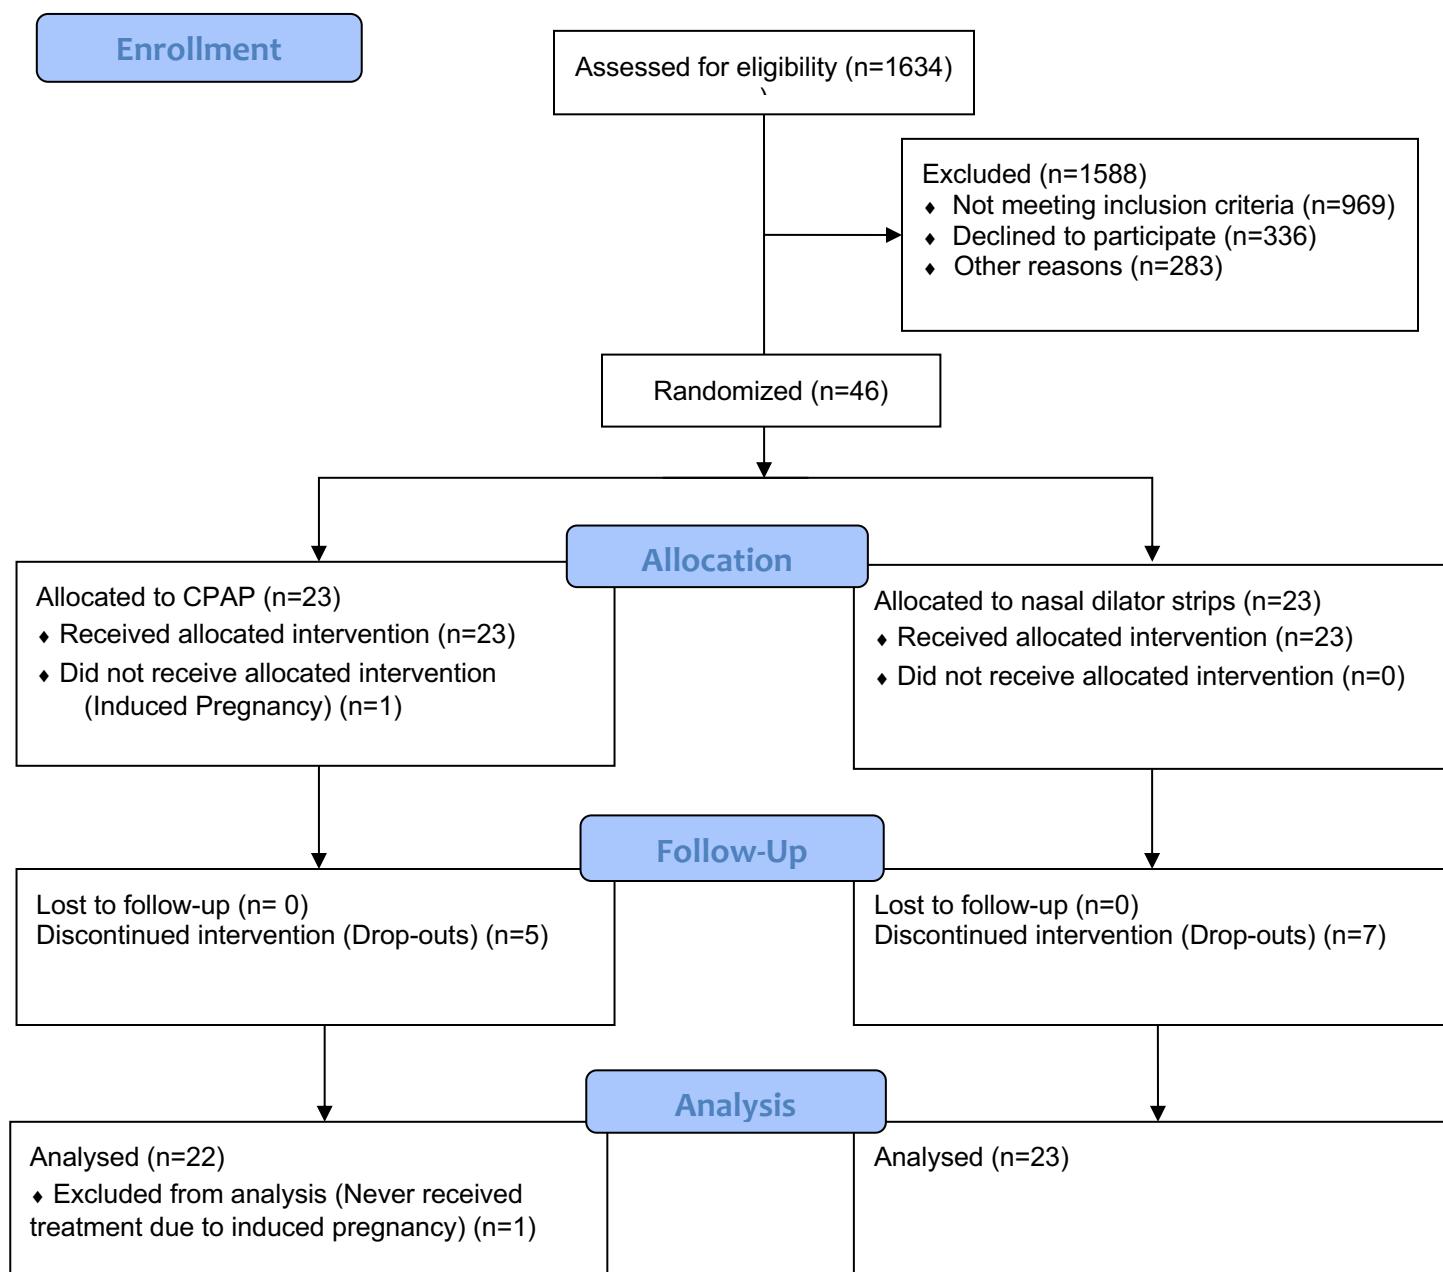 Enrollment
Assessed for eligibility (n=1634)
)
Excluded (n=1588)
♦ Not meeting inclusion criteria (n=969)
♦ Declined to participate (n=336)
♦ Other reasons (n=283)
Randomized (n=46)
Allocation
Allocated to CPAP (n=23)
♦ Received allocated intervention (n=23)
♦ Did not receive allocated intervention
(Induced Pregnancy) (n=1)
Allocated to nasal dilator strips (n=23)
♦ Received allocated intervention (n=23)
♦ Did not receive allocated intervention (n=0)
Follow-Up
Lost to follow-up (n= 0)
Discontinued intervention (Drop-outs) (n=5)
Lost to follow-up (n=0)
Discontinued intervention (Drop-outs) (n=7)
Analysis
Analysed (n=22)
♦ Excluded from analysis (Never received
treatment due to induced pregnancy) (n=1)
Analysed (n=23)